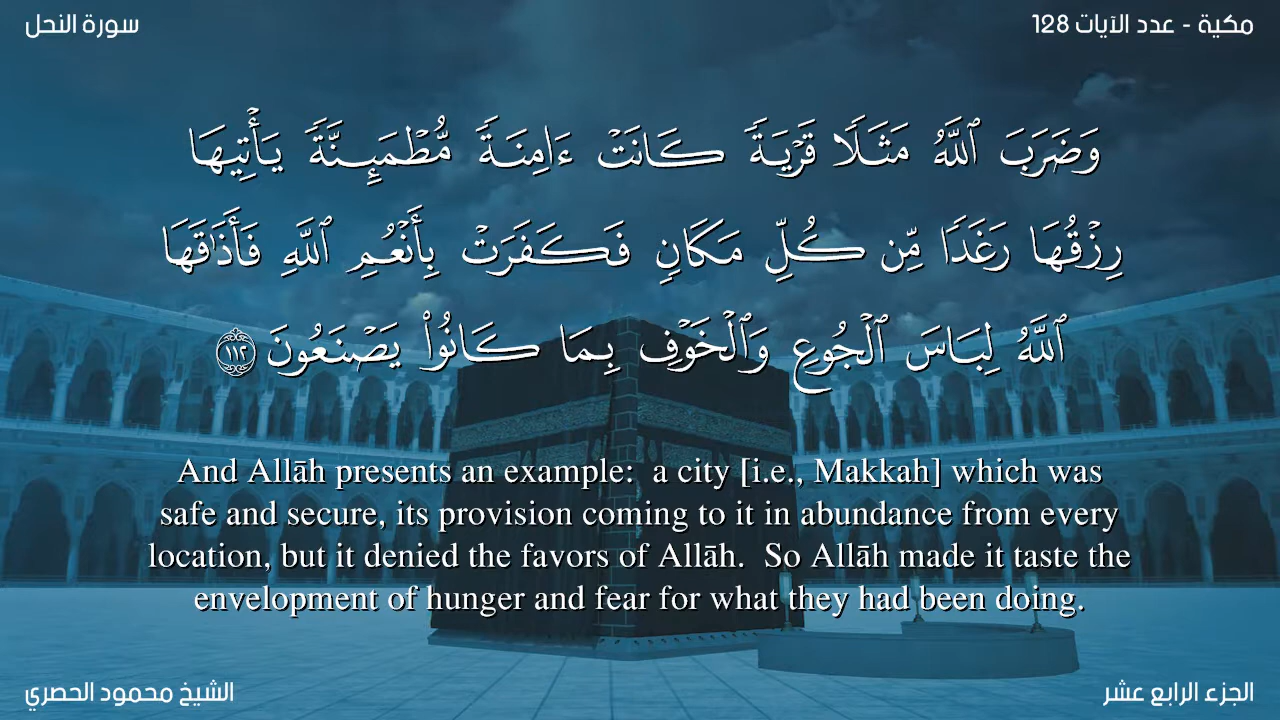 سورة النحل
مكية - عدد الآيات 128
وَضَرَبَ ٱللَّهُ مَثَلًا قَرْيَةً كَانَتْ ءَامِنَةً مُّطْمَئِنَّةً يَأْتِيهَا
رِزْقُهَا رَغَدًا مِّن كُلِّ مَكَانٍ فَكَفَرَتْ بِأَنْعُمِ ٱللَّهِ فَأَذَٰقَهَا
ٱللَّهُ لِبَاسَ ٱلْجُوعِ وَٱلْخَوْفِ بِمَا كَانُوا۟ يَصْنَعُونَ ١١٢
And Allāh presents an example:  a city [i.e., Makkah] which was
safe and secure, its provision coming to it in abundance from every
location, but it denied the favors of Allāh.  So Allāh made it taste the
envelopment of hunger and fear for what they had been doing.
الشيخ محمود الحصري
الجزء الرابع عشر